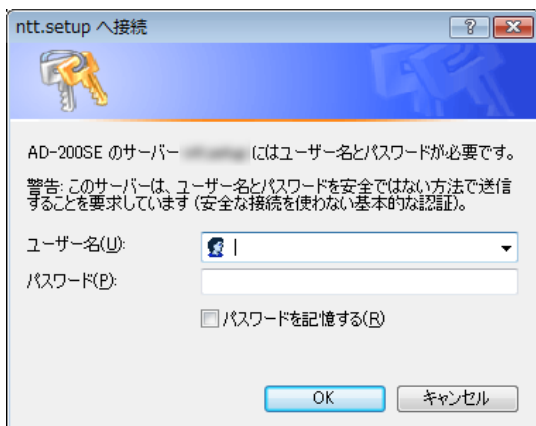 ntt.setup へ接続
AD-200SE のサーバー にはユーザー名とパスワードが必要です。
警告: このサーバーは、ユーザー名とパスワードを安全ではない方法で送信
することを要求しています (安全な接続を使わない基本的な認証)。
ユーザー名(U):
パスワード(P):
パスワードを記憶する(R)
OK キャンセル